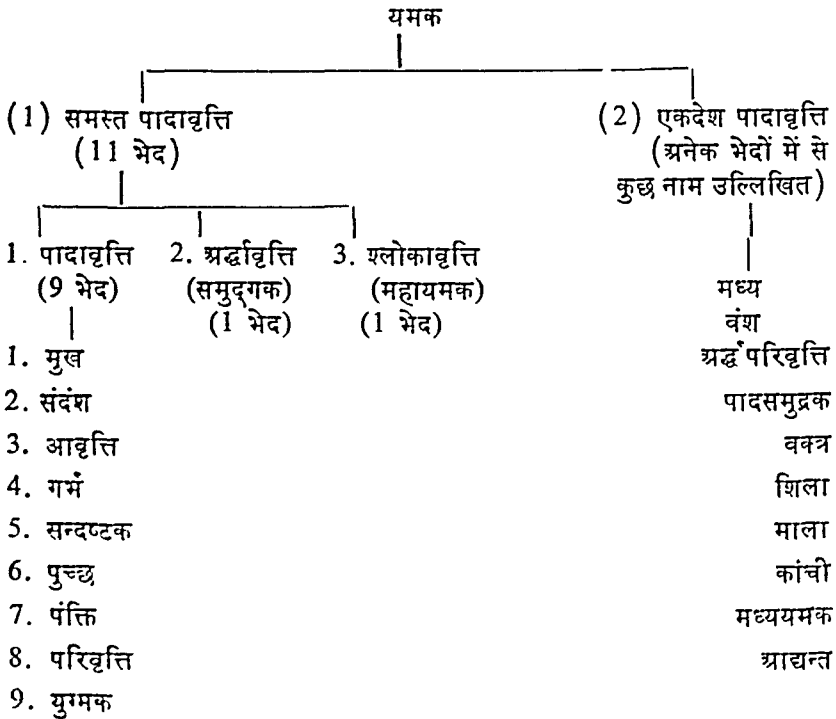 यमक
(1) समस्त पादावृत्ति
(11 भेद)
(2) एकदेश पादावृत्ति
(अनेक भेदों में से
कुछ नाम उल्लिखित)
1. पादावृत्ति 2. अर्द्धावृत्ति 3. श्लोकावृत्ति
(9 भेद) (समुद्गक) (महायमक)
(1 भेद) (1 भेद)
1. मुख
2. संदंश
3. आवृत्ति
4. गर्भ
5. सन्दष्टक
6. पुच्छ
7. पंक्ति
8. परिवृत्ति
9. युग्मक
मध्य
वंश
अर्द्ध परिवृत्ति
पादसमुद्रक
वक्त्र
शिला
माला
कांची
मध्ययमक
आद्यन्त